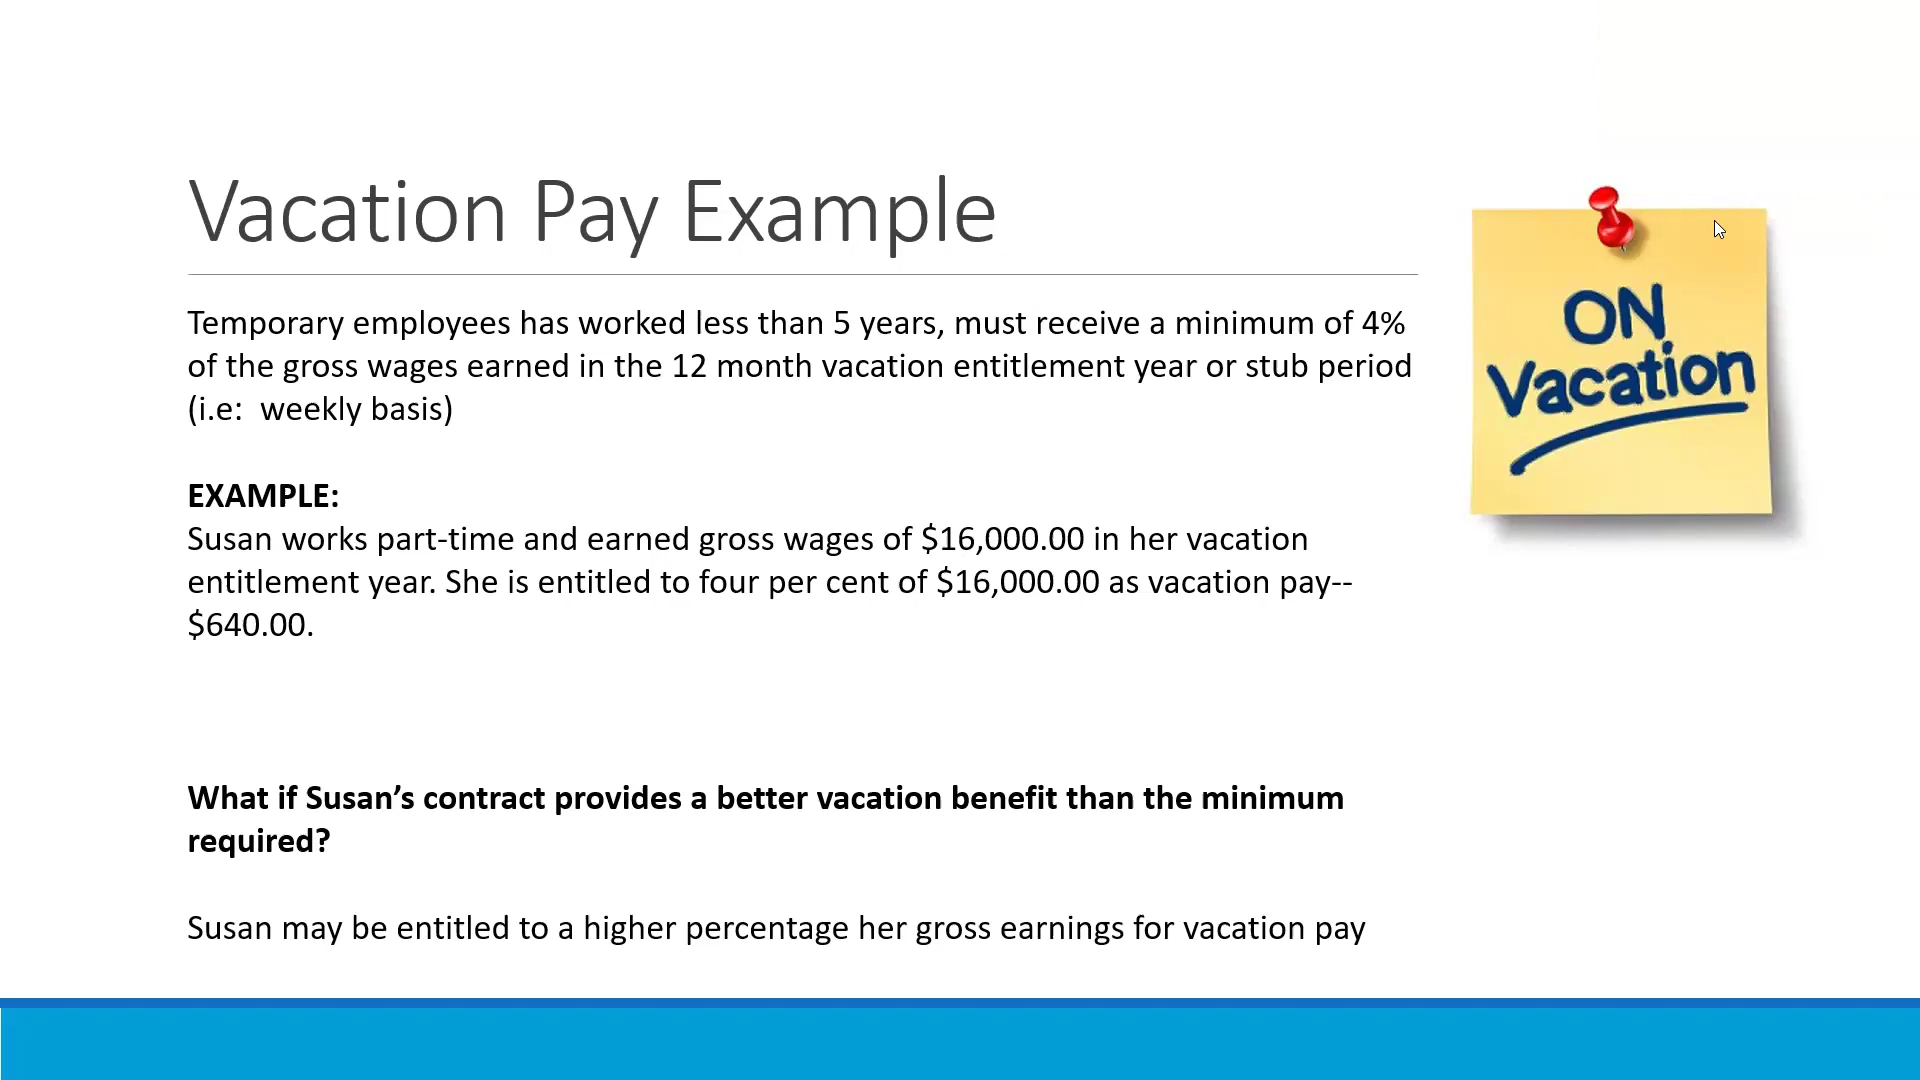 Vacation Pay Example
Temporary employees has worked less than 5 years, must receive a minimum of 4%
of the gross wages earned in the 12 month vacation entitlement year or stub period
(i.e:  weekly basis)
EXAMPLE:
Susan works part-time and earned gross wages of $16,000.00 in her vacation
entitlement year. She is entitled to four per cent of $16,000.00 as vacation pay--
$640.00.
What if Susan’s contract provides a better vacation benefit than the minimum
required?
Susan may be entitled to a higher percentage her gross earnings for vacation pay
ON
Vacation